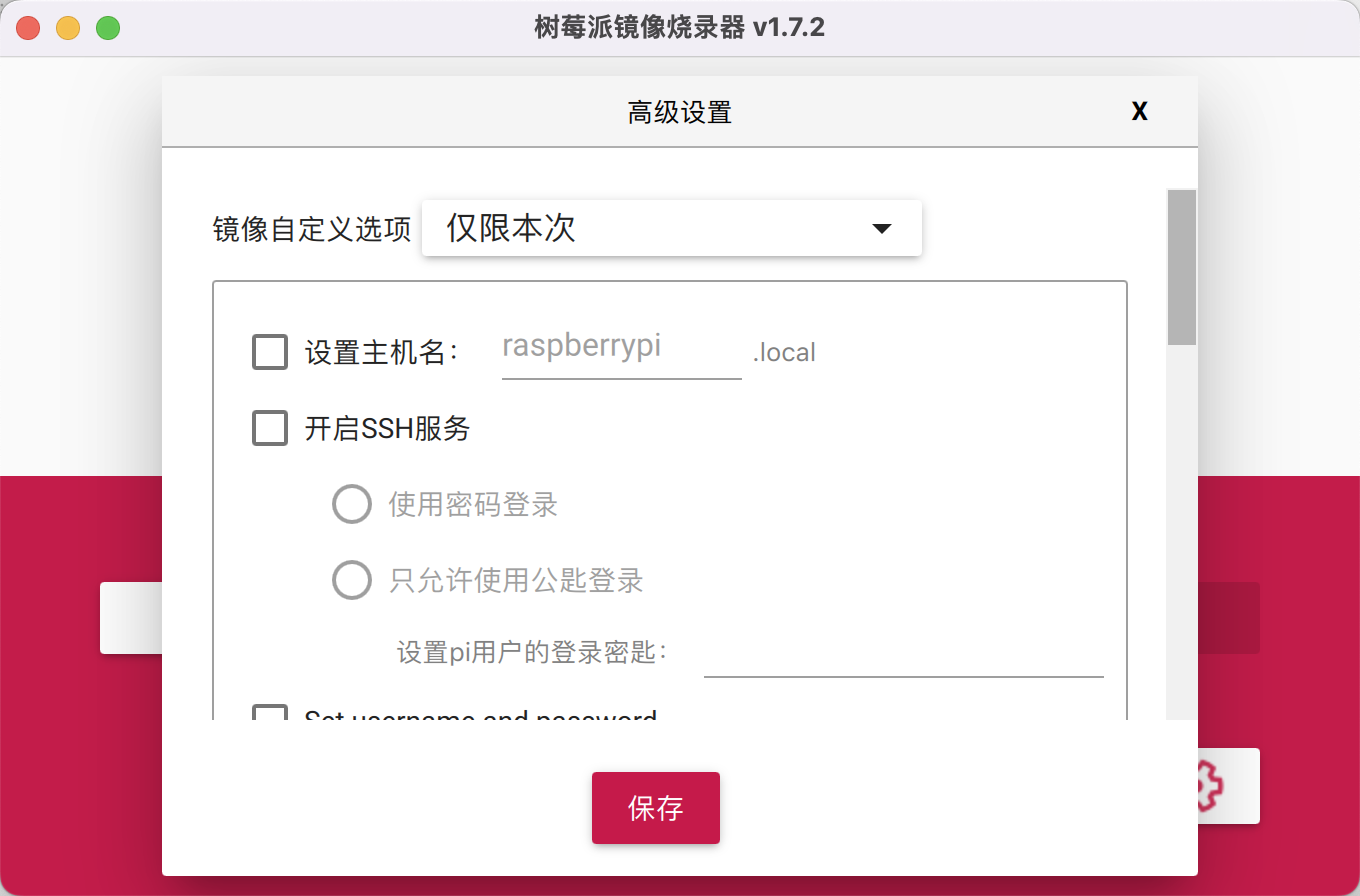 树莓派镜像烧录器 v1.7.2
高级设置 X
镜像自定义选项 仅限本次
设置主机名： raspberrypi .local
开启SSH服务
使用密码登录
只允许使用公匙登录
设置pi用户的登录密匙：
Set username and password
保存